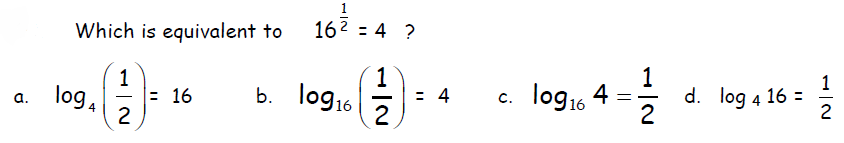 Which is equivalent to 16^(1/2) = 4 ?
a. log₄(1/2) = 16 b. log₁₆(1/2) = 4 c. log₁₆ 4 = 1/2 d. log ₄ 16 = 1/2